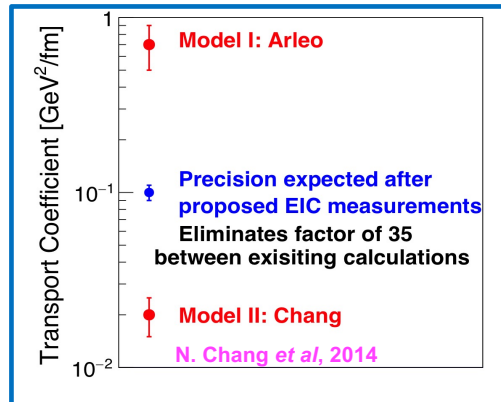 Transport Coefficient [GeV²/fm]
1
Model I: Arleo
10⁻¹
Precision expected after
proposed EIC measurements
Eliminates factor of 35
between exisiting calculations
Model II: Chang
10⁻²
N. Chang et al, 2014